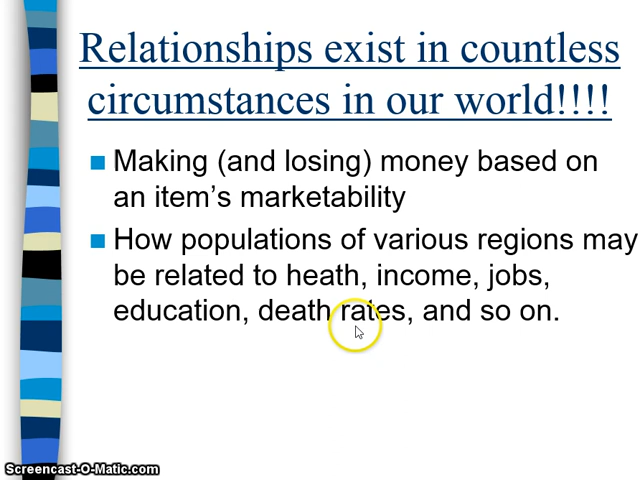 Relationships exist in countless
circumstances in our world!!!!
Making (and losing) money based on
an item's marketability
How populations of various regions may
be related to heath, income, jobs,
education, death rates, and so on.
Screencast-O-Matic.com